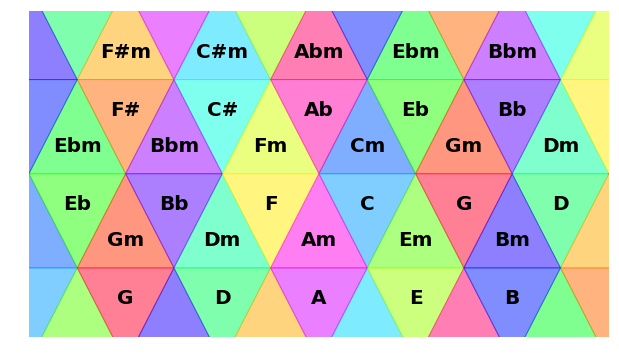 F#m C#m Abm Ebm Bbm
F# C# Ab Eb Bb
Ebm Bbm Fm Cm Gm Dm
Eb Bb F C G D
Gm Dm Am Em Bm
G D A E B